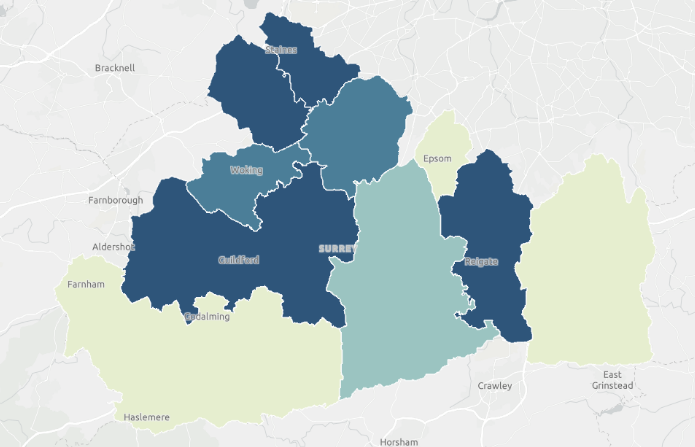 Staines
Bracknell
Epsom
Woking
Farnborough
Aldershot
SURREY
Guildford
Reigate
Farnham
Godalming
East
Grinstead
Crawley
Haslemere
Horsham